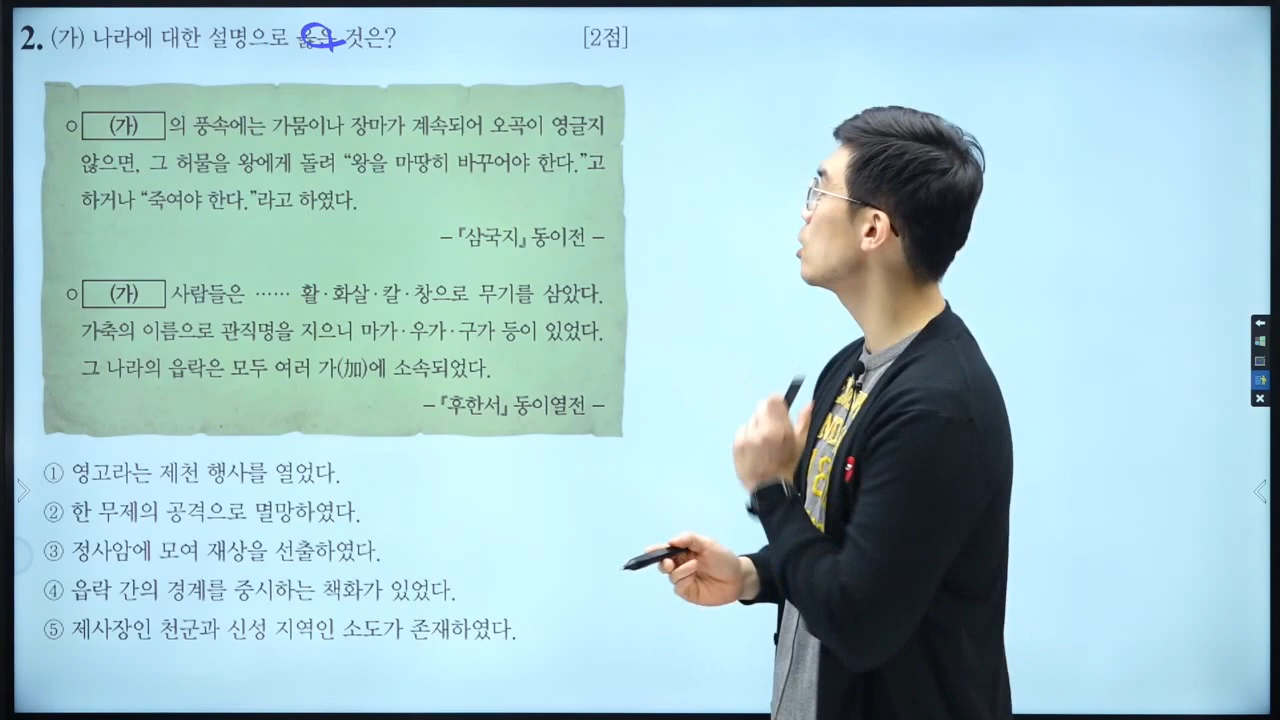 2. (가) 나라에 대한 설명으로 옳은 것은? [2점]
○ (가) 의 풍속에는 가뭄이나 장마가 계속되어 오곡이 영글지
않으면, 그 허물을 왕에게 돌려 “왕을 마땅히 바꾸어야 한다.”고
하거나 “죽여야 한다.”라고 하였다.
–『삼국지』 동이전 –
○ (가) 사람들은 …… 활·화살·칼·창으로 무기를 삼았다.
가축의 이름으로 관직명을 지으니 마가·우가·구가 등이 있었다.
그 나라의 읍락은 모두 여러 가(加)에 소속되었다.
–『후한서』 동이열전 –
① 영고라는 제천 행사를 열었다.
② 한 무제의 공격으로 멸망하였다.
③ 정사암에 모여 재상을 선출하였다.
④ 읍락 간의 경계를 중시하는 책화가 있었다.
⑤ 제사장인 천군과 신성 지역인 소도가 존재하였다.